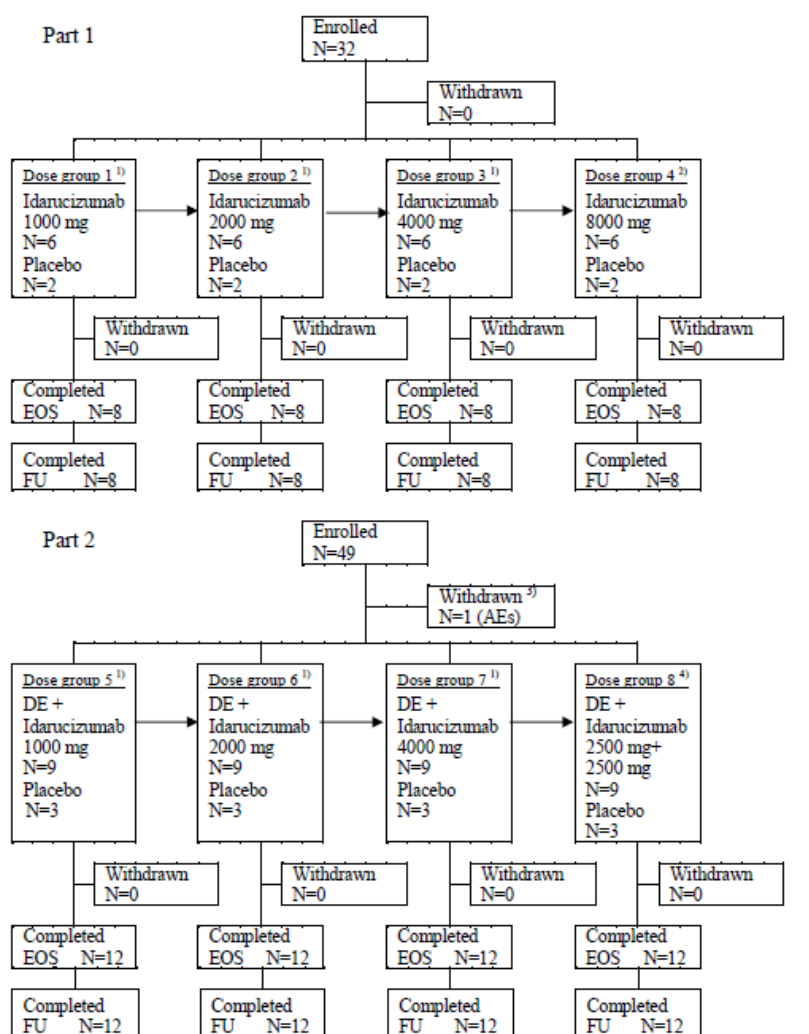 Part 1
Enrolled
N=32
Withdrawn
N=0
Dose group 1 1)
Idarucizumab
1000 mg
N=6
Placebo
N=2
Dose group 2 1)
Idarucizumab
2000 mg
N=6
Placebo
N=2
Dose group 3 1)
Idarucizumab
4000 mg
N=6
Placebo
N=2
Dose group 4 2)
Idarucizumab
8000 mg
N=6
Placebo
N=2
Withdrawn
N=0
Withdrawn
N=0
Withdrawn
N=0
Withdrawn
N=0
Completed
EOS N=8
Completed
EOS N=8
Completed
EOS N=8
Completed
EOS N=8
Completed
FU N=8
Completed
FU N=8
Completed
FU N=8
Completed
FU N=8
Part 2
Enrolled
N=49
Withdrawn 3)
N=1 (AEs)
Dose group 5 1)
DE +
Idarucizumab
1000 mg
N=9
Placebo
N=3
Dose group 6 1)
DE +
Idarucizumab
2000 mg
N=9
Placebo
N=3
Dose group 7 1)
DE +
Idarucizumab
4000 mg
N=9
Placebo
N=3
Dose group 8 4)
DE +
Idarucizumab
2500 mg+
2500 mg
N=9
Placebo
N=3
Withdrawn
N=0
Withdrawn
N=0
Withdrawn
N=0
Withdrawn
N=0
Completed
EOS N=12
Completed
EOS N=12
Completed
EOS N=12
Completed
EOS N=12
Completed
FU N=12
Completed
FU N=12
Completed
FU N=12
Completed
FU N=12